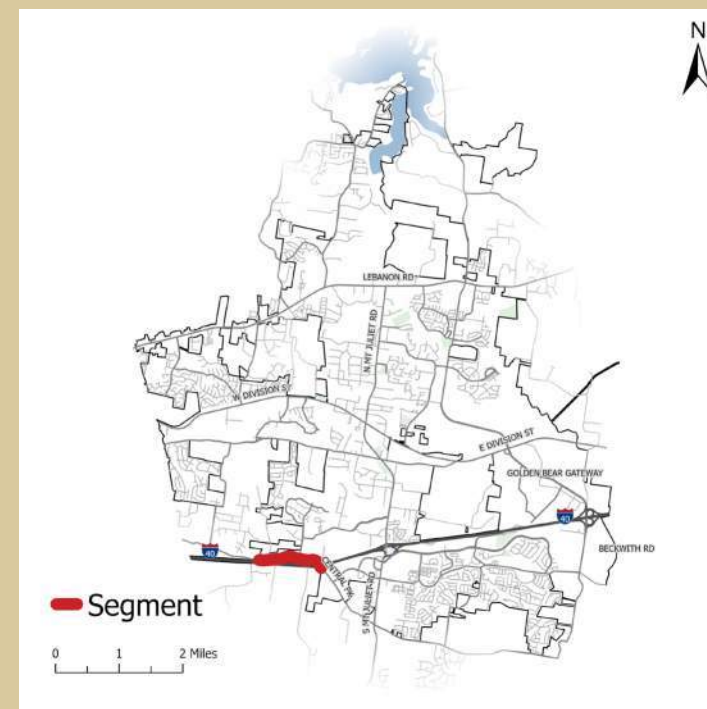 N
LEBANON RD
N MT JULIET RD
W DIVISION ST
E DIVISION ST
GOLDEN BEAR GATEWAY
40
BECKWITH RD
40
CENTRAL PIK
S MT JULIET RD
Segment
0 1 2 Miles